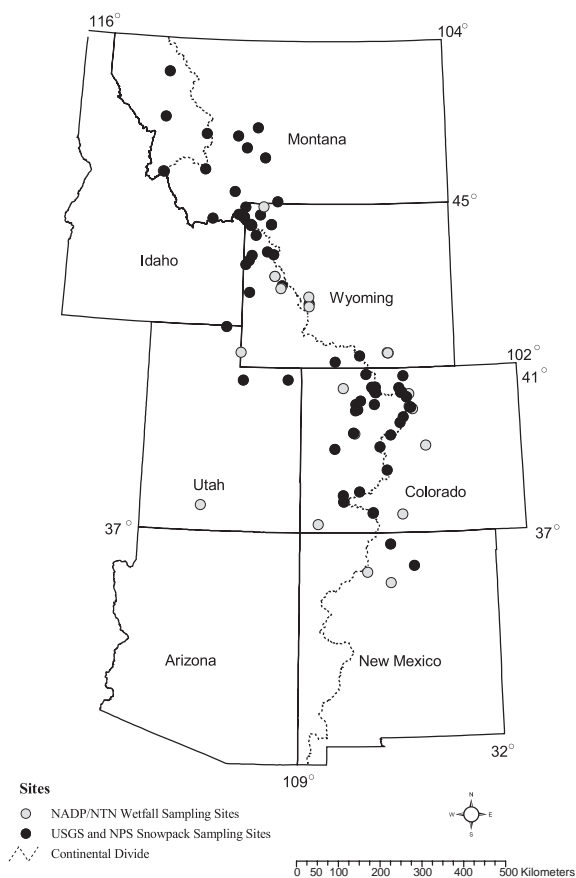 116°
104°
Montana
45°
Idaho
Wyoming
102°
41°
Utah
Colorado
37°
37°
Arizona
New Mexico
32°
109°
Sites
NADP/NTN Wetfall Sampling Sites
USGS and NPS Snowpack Sampling Sites
Continental Divide
N
W
E
S
0 50 100 200 300 400 500 Kilometers